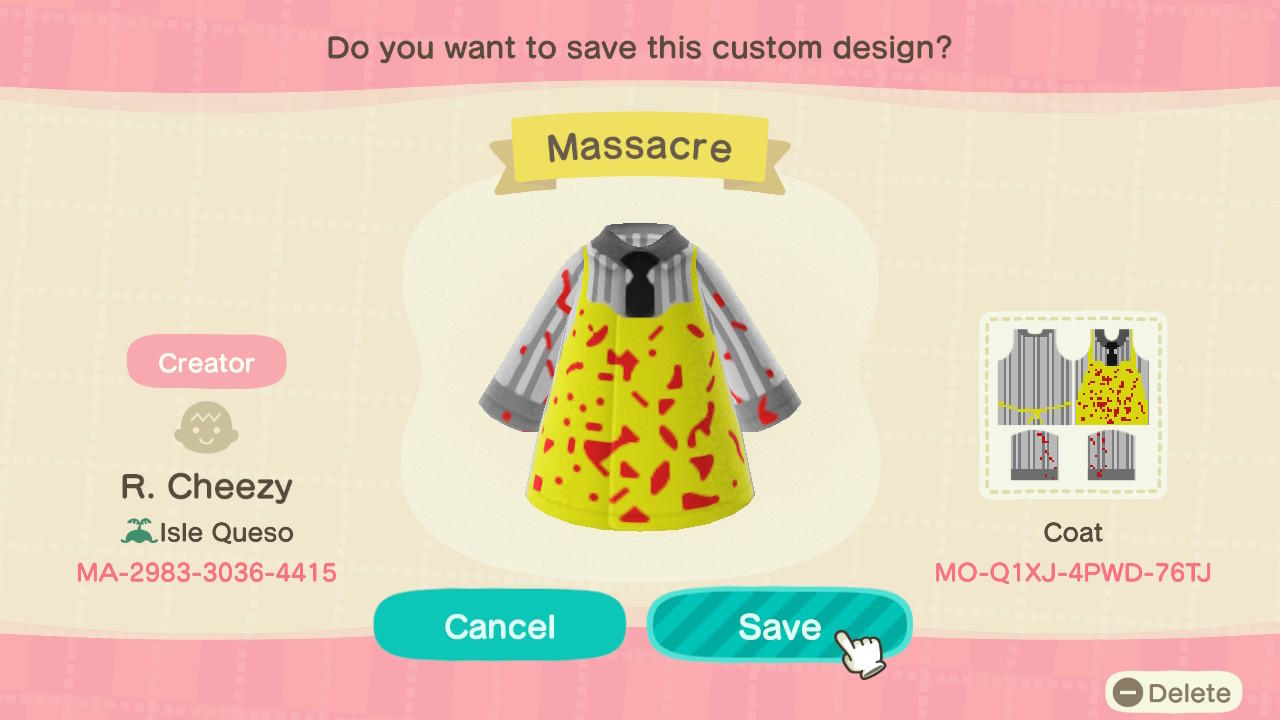 Do you want to save this custom design?
Massacre
Creator
R. Cheezy
Isle Queso
MA-2983-3036-4415
Coat
MO-Q1XJ-4PWD-76TJ
Cancel
Save
Delete